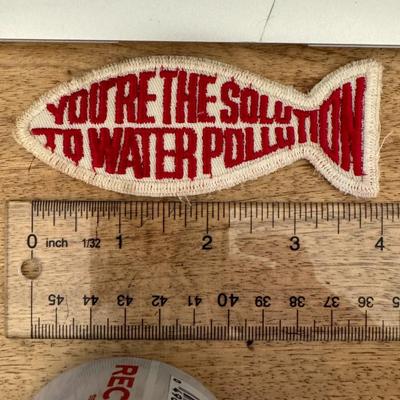 YOU'RE THE SOLUTION
TO WATER POLLUTION
0 inch 1/32 1 2 3 4
45 44 43 42 41 40 39 38 37 36 35
REC